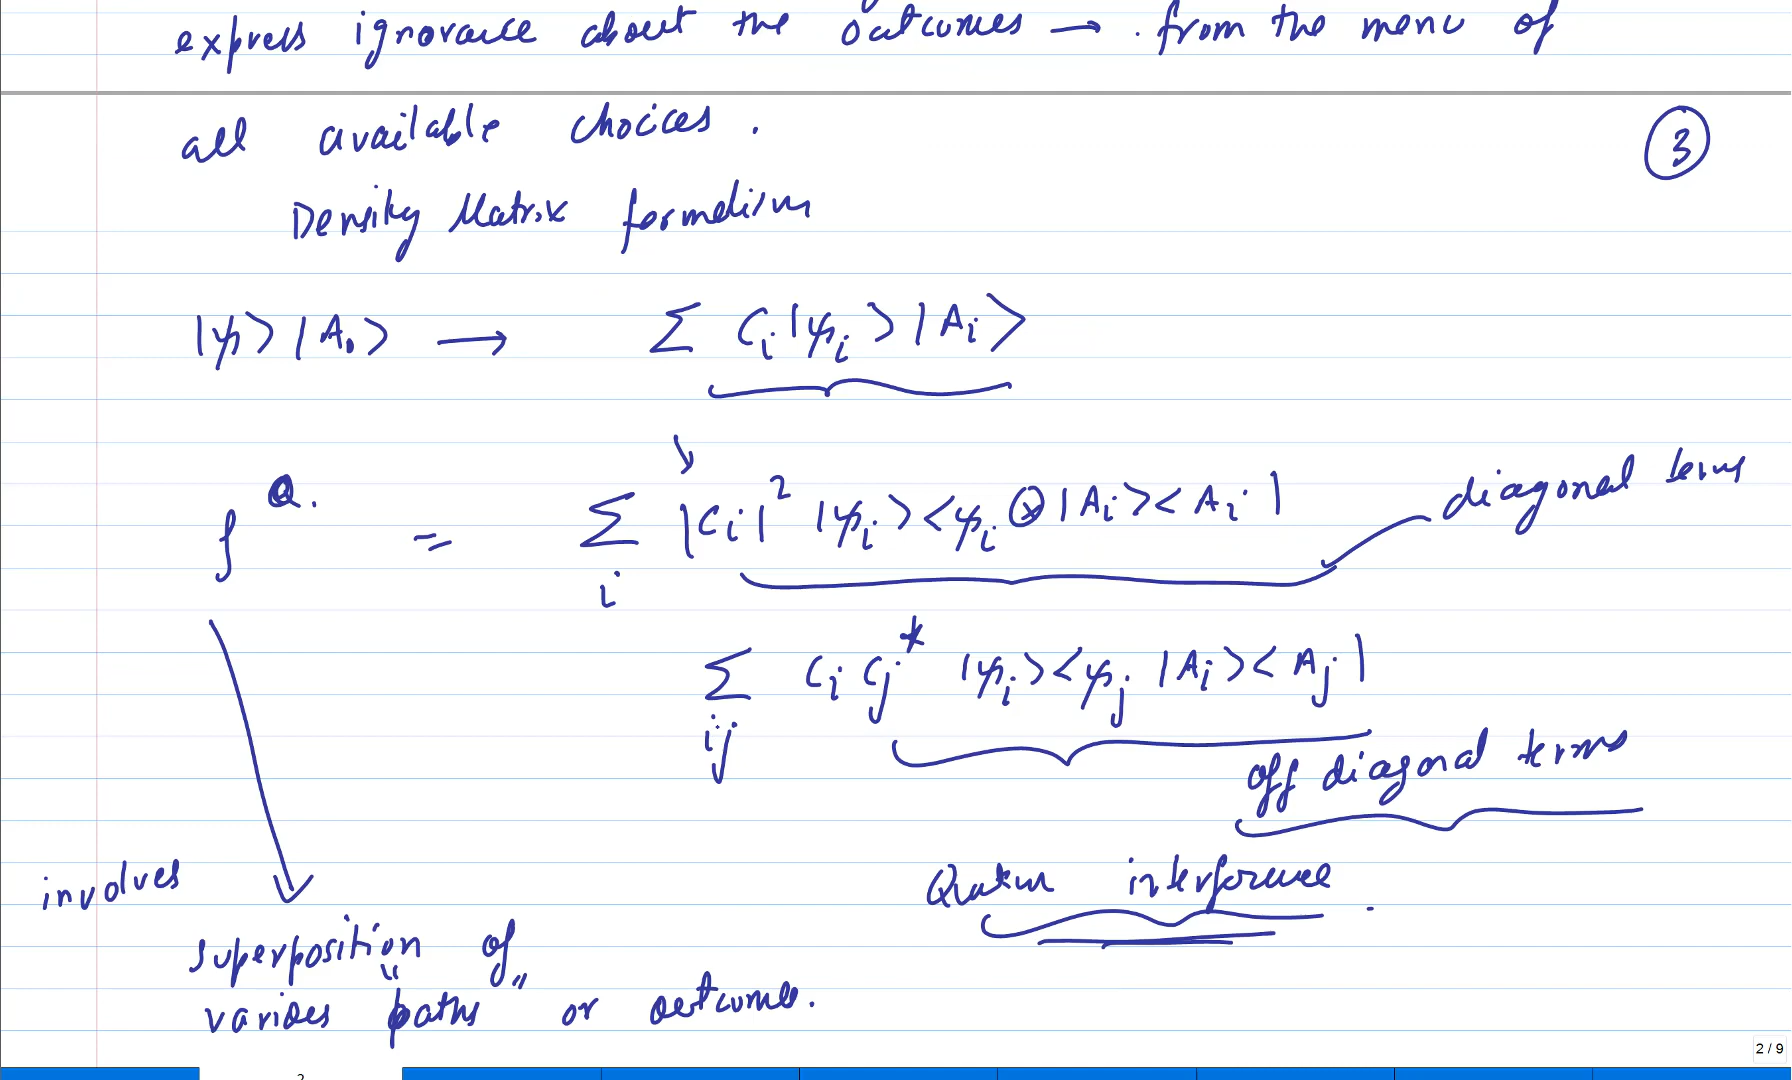 express ignorance about the outcomes → . from the menu of
all available choices .
3
Density Matrix formalism
|ψ> |A₀> → Σ Cᵢ |ψᵢ> |Aᵢ>
ρ^Q. = Σᵢ |Cᵢ|² |ψᵢ><ψᵢ ⊗ |Aᵢ><Aᵢ| diagonal terms
Σᵢⱼ Cᵢ Cⱼ* |ψᵢ><ψⱼ |Aᵢ><Aⱼ|
off diagonal terms
involves
Quatum interference .
superposition of
various "paths" or outcomes.
2 / 9
2